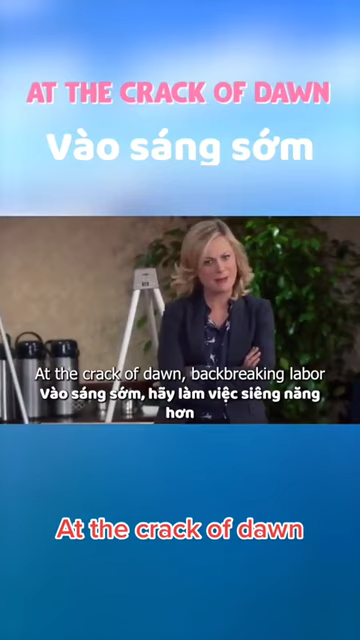 AT THE CRACK OF DAWN
Vào sáng sớm
At the crack of dawn, backbreaking labor
Vào sáng sớm, hãy làm việc siêng năng
hơn
At the crack of dawn